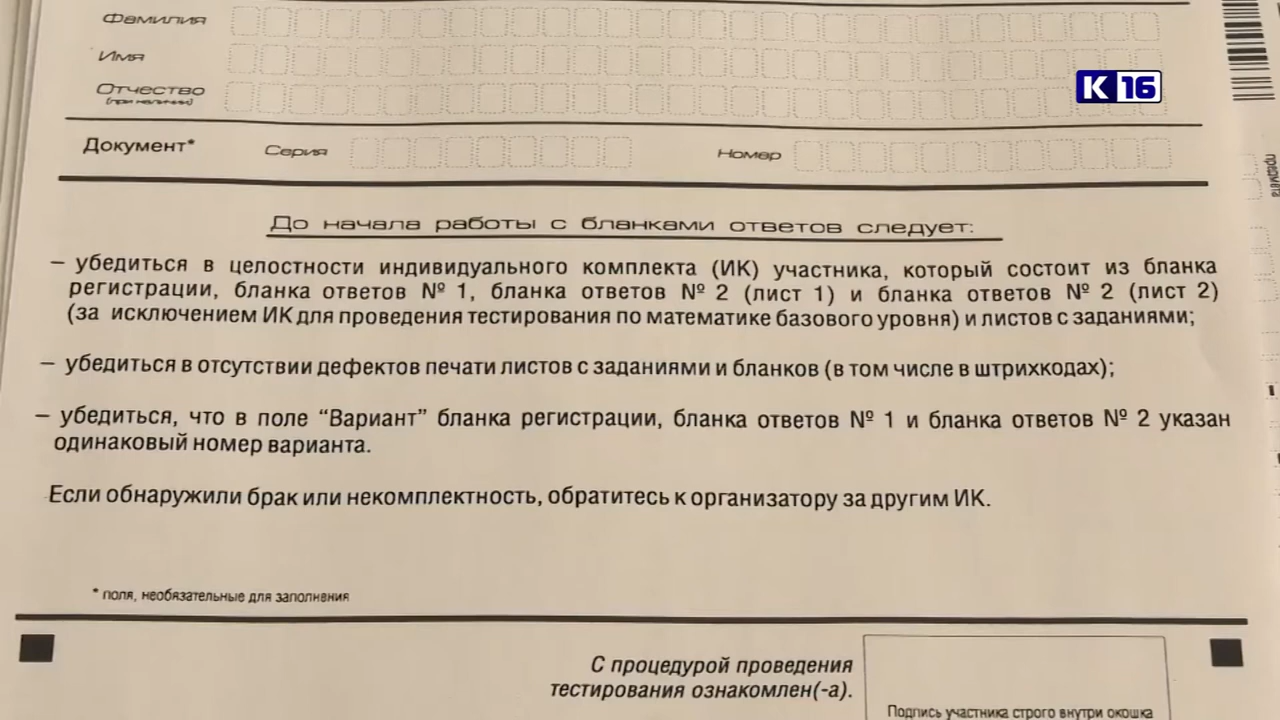 Фамилия
Имя
К 16
Отчество
(при наличии)
Документ* Серия Номер
До начала работы с бланками ответов следует:
– убедиться в целостности индивидуального комплекта (ИК) участника, который состоит из бланка
регистрации, бланка ответов № 1, бланка ответов № 2 (лист 1) и бланка ответов № 2 (лист 2)
(за исключением ИК для проведения тестирования по математике базового уровня) и листов с заданиями;
– убедиться в отсутствии дефектов печати листов с заданиями и бланков (в том числе в штрихкодах);
– убедиться, что в поле “Вариант” бланка регистрации, бланка ответов № 1 и бланка ответов № 2 указан
одинаковый номер варианта.
Если обнаружили брак или некомплектность, обратитесь к организатору за другим ИК.
* поля, необязательные для заполнения
С процедурой проведения
тестирования ознакомлен(-а).
Подпись участника строго внутри окошка
предмета